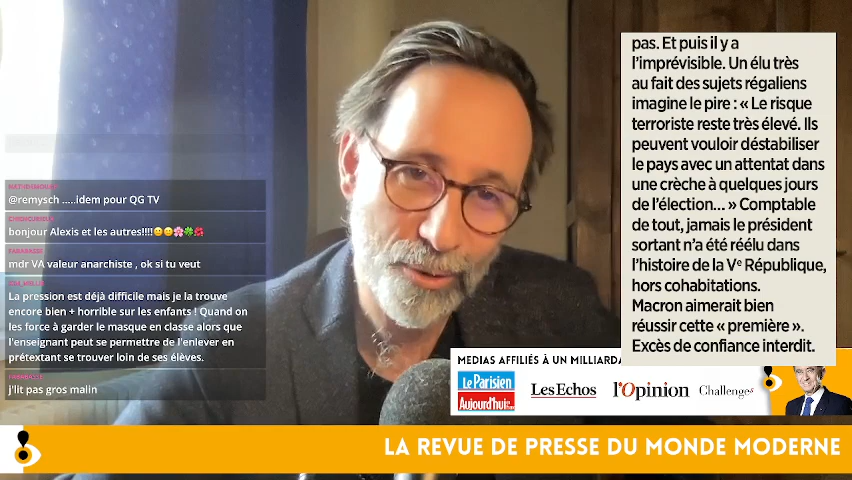 @remysch .....Idem pour QG TV
bonjour Alexis et les autres!!!!
mdr VA valeur anarchiste , ok si tu veut
La pression est déjà difficile mais je la trouve
encore bien + horrible sur les enfants ! Quand on
les force à garder le masque en classe alors que
l'enseignant peut se permettre de l'enlever en
prétextant se trouver loin de ses élèves.
j'lit pas gros malin
pas. Et puis il y a
l'imprévisible. Un élu très
au fait des sujets régaliens
imagine le pire : « Le risque
terroriste reste très élevé. Ils
peuvent vouloir déstabiliser
le pays avec un attentat dans
une crèche à quelques jours
de l'élection... » Comptable
de tout, jamais le président
sortant n'a été réélu dans
l'histoire de la Ve République,
hors cohabitations.
Macron aimerait bien
réussir cette « première ».
Excès de confiance interdit.
MEDIAS AFFILIÉS À UN MILLIARDA
Le Parisien
Aujourd'hui
Les Echos
l'Opinion
Challenges
LA REVUE DE PRESSE DU MONDE MODERNE